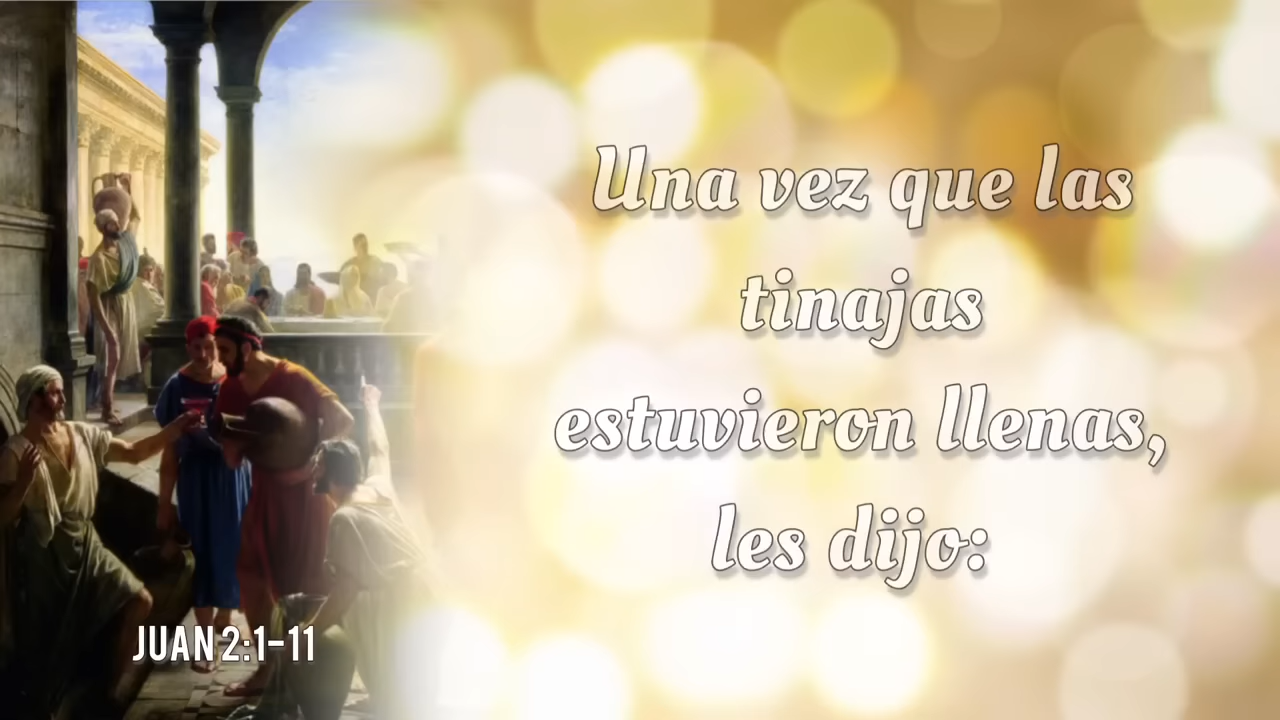 Una vez que las
tinajas
estuvieron llenas,
les dijo:
JUAN 2:1-11